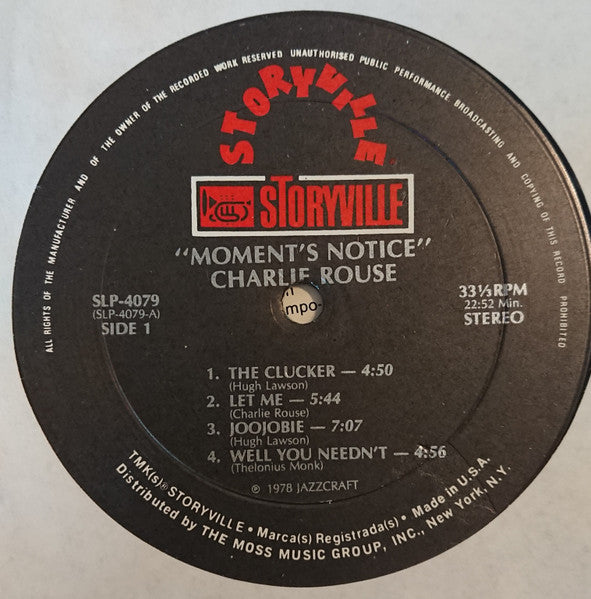 ALL RIGHTS OF THE MANUFACTURER AND OF THE OWNER OF THE RECORDED WORK RESERVED UNAUTHORISED PUBLIC PERFORMANCE BROADCASTING AND COPYING OF THIS RECORD PROHIBITED
STORYVILLE
STORYVILLE
"MOMENT'S NOTICE"
CHARLIE ROUSE
SLP-4079
(SLP-4079-A)
SIDE 1
mpo-
33⅓RPM
22:52 Min.
STEREO
1. THE CLUCKER — 4:50
(Hugh Lawson)
2. LET ME — 5:44
(Charlie Rouse)
3. JOOJOBIE — 7:07
(Hugh Lawson)
4. WELL YOU NEEDN'T — 4:56
(Thelonius Monk)
℗ 1978 JAZZCRAFT
TMK(s)® STORYVILLE • Marca(s) Registrada(s) • Made in U.S.A.
Distributed by THE MOSS MUSIC GROUP, INC., New York, N.Y.